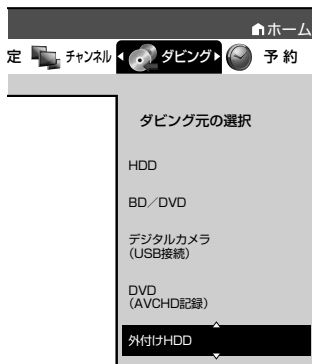 ホーム
定 チャンネル ダビング 予約
ダビング元の選択
HDD
BD／DVD
デジタルカメラ
（USB接続）
DVD
（AVCHD記録）
外付けHDD